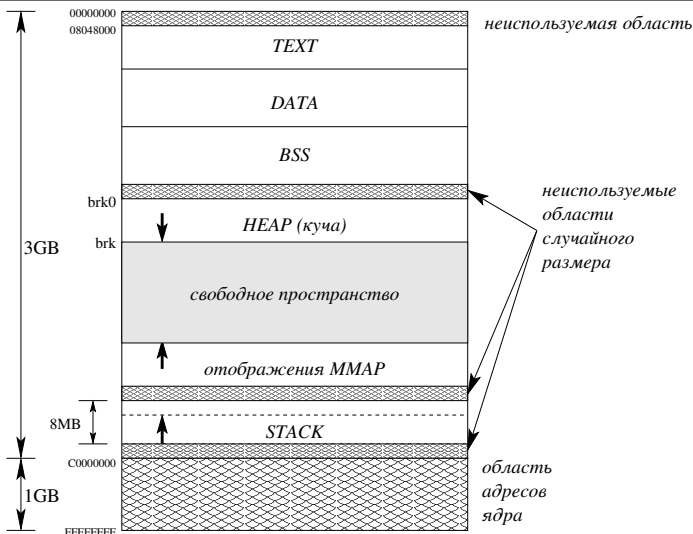 00000000
неиспользуемая область
08048000
TEXT
DATA
BSS
неиспользуемые
области
случайного
размера
brk0
HEAP (куча)
brk
3GB
свободное пространство
отображения MMAP
8MB
STACK
C0000000
область
адресов
ядра
1GB
FFFFFFFF